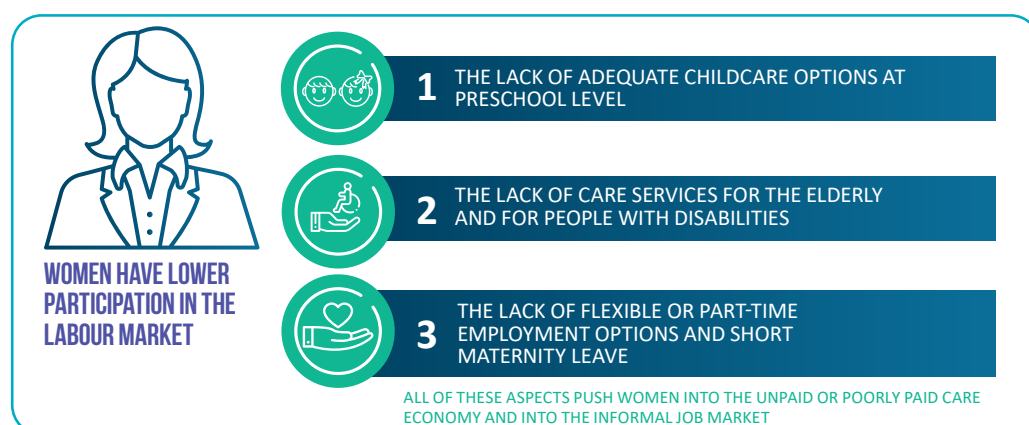 1 THE LACK OF ADEQUATE CHILDCARE OPTIONS AT
PRESCHOOL LEVEL
2 THE LACK OF CARE SERVICES FOR THE ELDERLY
AND FOR PEOPLE WITH DISABILITIES
WOMEN HAVE LOWER
PARTICIPATION IN THE
LABOUR MARKET
3 THE LACK OF FLEXIBLE OR PART-TIME
EMPLOYMENT OPTIONS AND SHORT
MATERNITY LEAVE
ALL OF THESE ASPECTS PUSH WOMEN INTO THE UNPAID OR POORLY PAID CARE
ECONOMY AND INTO THE INFORMAL JOB MARKET